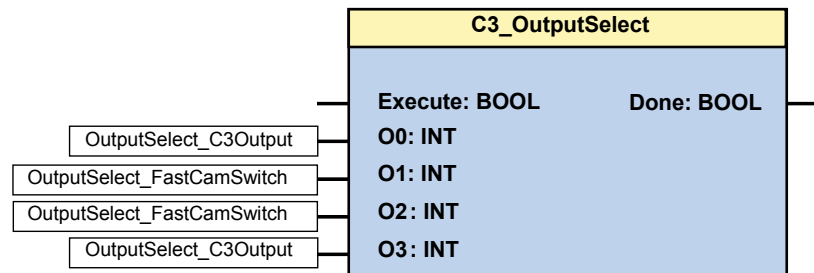 C3_OutputSelect
Execute: BOOL Done: BOOL
OutputSelect_C3Output O0: INT
OutputSelect_FastCamSwitch O1: INT
OutputSelect_FastCamSwitch O2: INT
OutputSelect_C3Output O3: INT